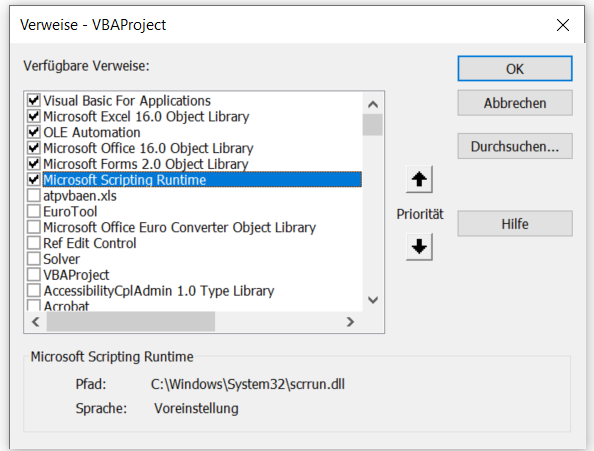 Verweise - VBAProject
Verfügbare Verweise:
Visual Basic For Applications
Microsoft Excel 16.0 Object Library
OLE Automation
Microsoft Office 16.0 Object Library
Microsoft Forms 2.0 Object Library
Microsoft Scripting Runtime
atpvbaen.xls
EuroTool
Microsoft Office Euro Converter Object Library
Ref Edit Control
Solver
VBAProject
AccessibilityCplAdmin 1.0 Type Library
Acrobat
Priorität
OK
Abbrechen
Durchsuchen...
Hilfe
Microsoft Scripting Runtime
Pfad: C:\Windows\System32\scrrun.dll
Sprache: Voreinstellung